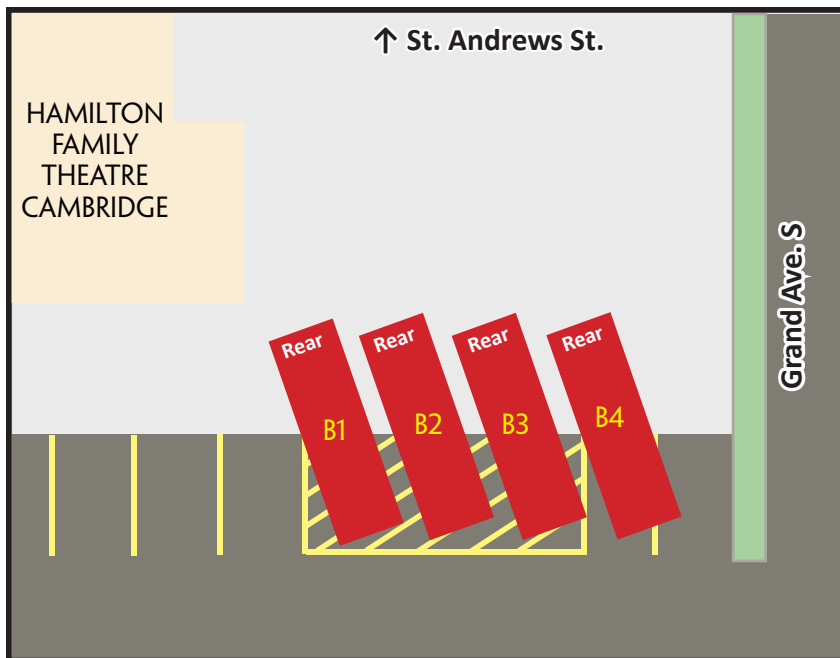 ↑ St. Andrews St.
HAMILTON
FAMILY
THEATRE
CAMBRIDGE
Grand Ave. S
Rear
Rear
Rear
Rear
B1
B2
B3
B4